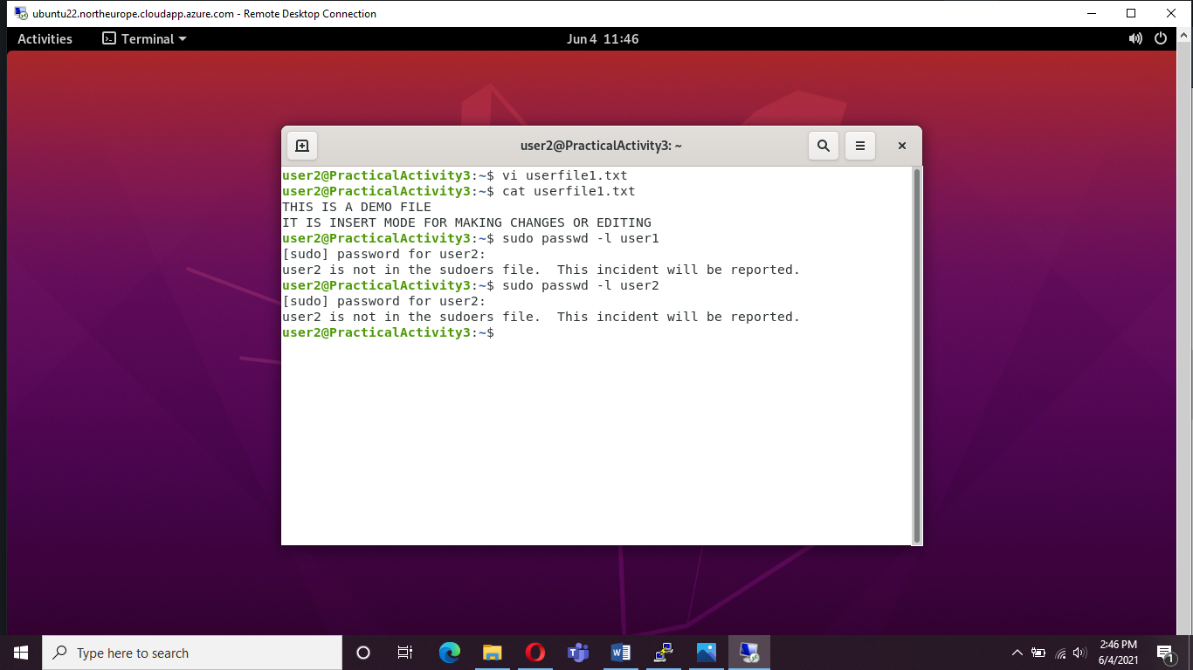 ubuntu22.northeurope.cloudapp.azure.com - Remote Desktop Connection
Activities Terminal Jun 4 11:46
user2@PracticalActivity3: ~
user2@PracticalActivity3:~$ vi userfile1.txt
user2@PracticalActivity3:~$ cat userfile1.txt
THIS IS A DEMO FILE
IT IS INSERT MODE FOR MAKING CHANGES OR EDITING
user2@PracticalActivity3:~$ sudo passwd -l user1
[sudo] password for user2:
user2 is not in the sudoers file.  This incident will be reported.
user2@PracticalActivity3:~$ sudo passwd -l user2
[sudo] password for user2:
user2 is not in the sudoers file.  This incident will be reported.
user2@PracticalActivity3:~$
Type here to search
2:46 PM
6/4/2021
1